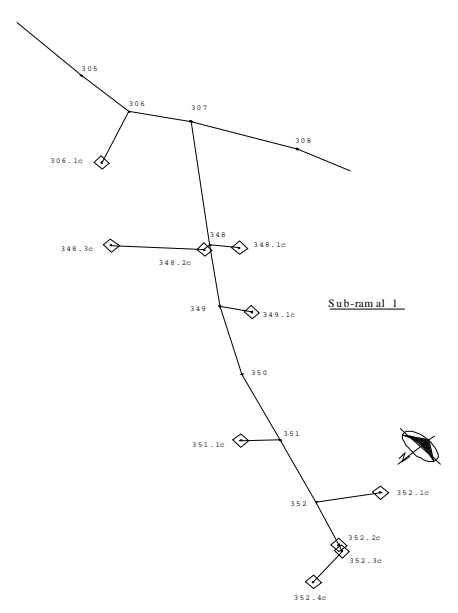 305
306
307
308
306.1c
348
348.3c
348.1c
348.2c
Sub-ramal 1
349
349.1c
350
351
351.1c
352.1c
352
352.2c
352.3c
352.4c
N